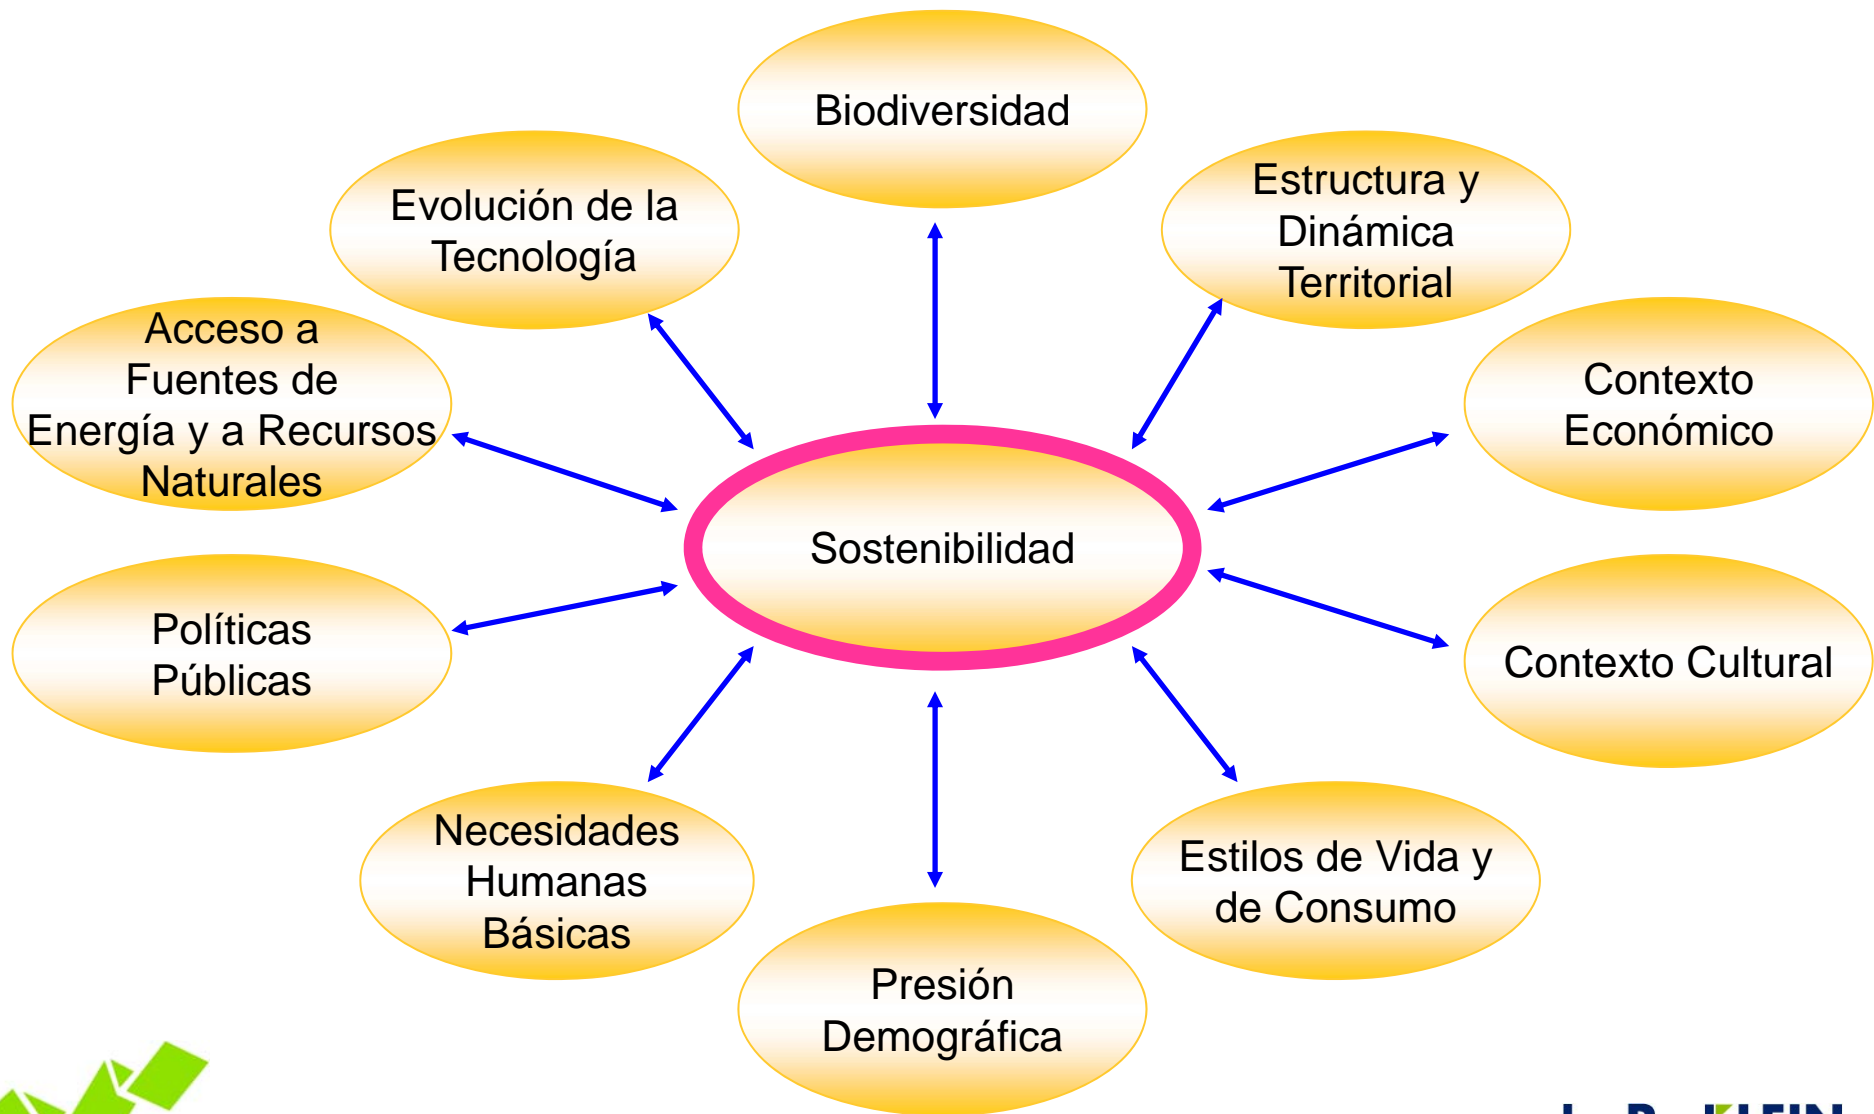 Biodiversidad
Estructura y
Dinámica
Territorial
Evolución de la
Tecnología
Acceso a
Fuentes de
Energía y a Recursos
Naturales
Contexto
Económico
Sostenibilidad
Políticas
Públicas
Contexto Cultural
Necesidades
Humanas
Básicas
Estilos de Vida y
de Consumo
Presión
Demográfica